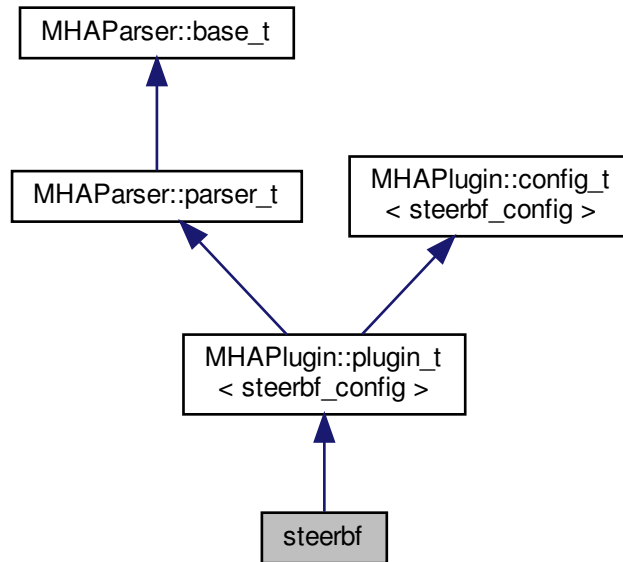 MHAParser::base_t
MHAParser::parser_t
MHAPlugin::config_t
< steerbf_config >
MHAPlugin::plugin_t
< steerbf_config >
steerbf